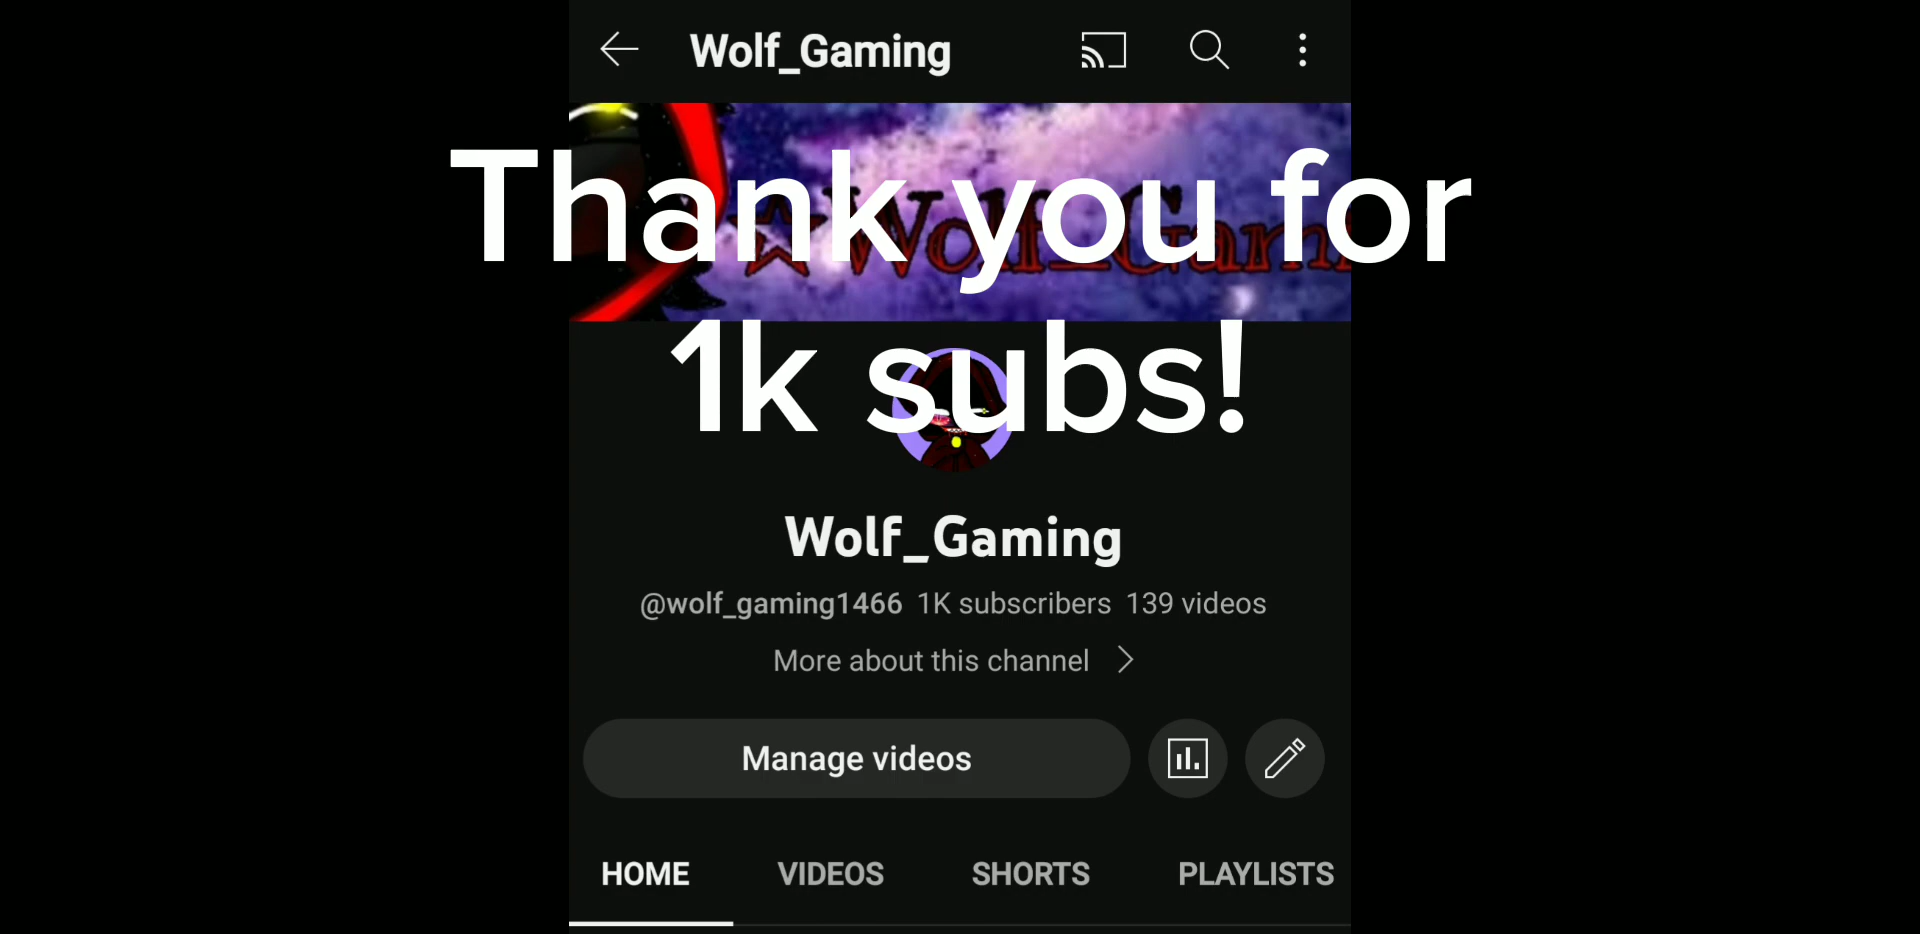 Wolf_Gaming
☆Wolf_Gam
Thank you for
1k subs!
Wolf_Gaming
@wolf_gaming1466 1K subscribers 139 videos
More about this channel >
Manage videos
HOME VIDEOS SHORTS PLAYLISTS